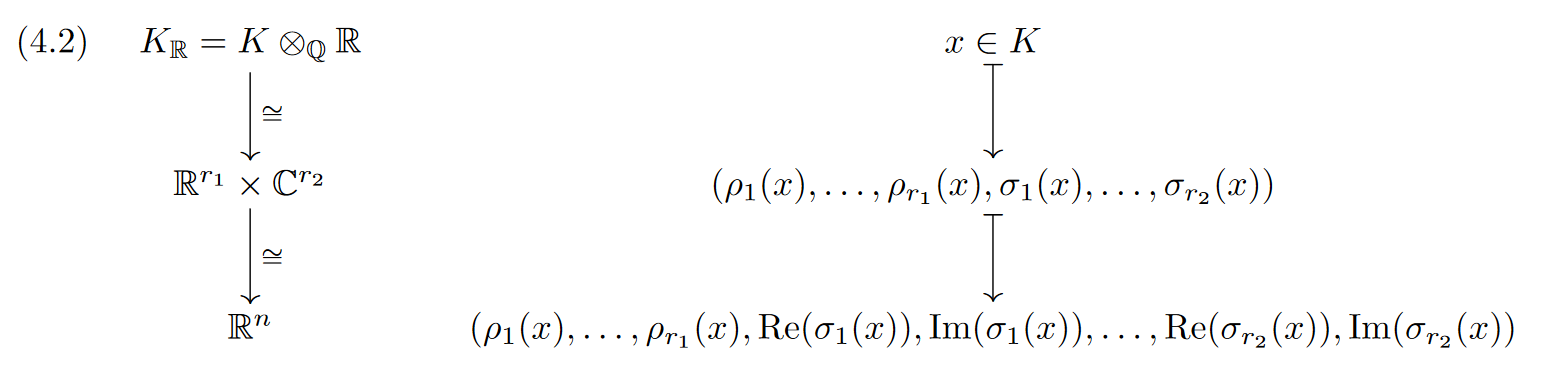 (4.2) K_ℝ = K ⊗_ℚ ℝ x ∈ K
≅
ℝ^{r_1} × ℂ^{r_2} (ρ_1(x), …, ρ_{r_1}(x), σ_1(x), …, σ_{r_2}(x))
≅
ℝ^n (ρ_1(x), …, ρ_{r_1}(x), Re(σ_1(x)), Im(σ_1(x)), …, Re(σ_{r_2}(x)), Im(σ_{r_2}(x))